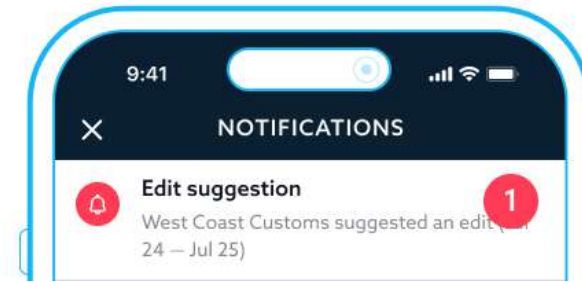 9:41
NOTIFICATIONS
Edit suggestion
1
West Coast Customs suggested an edit
24 — Jul 25)